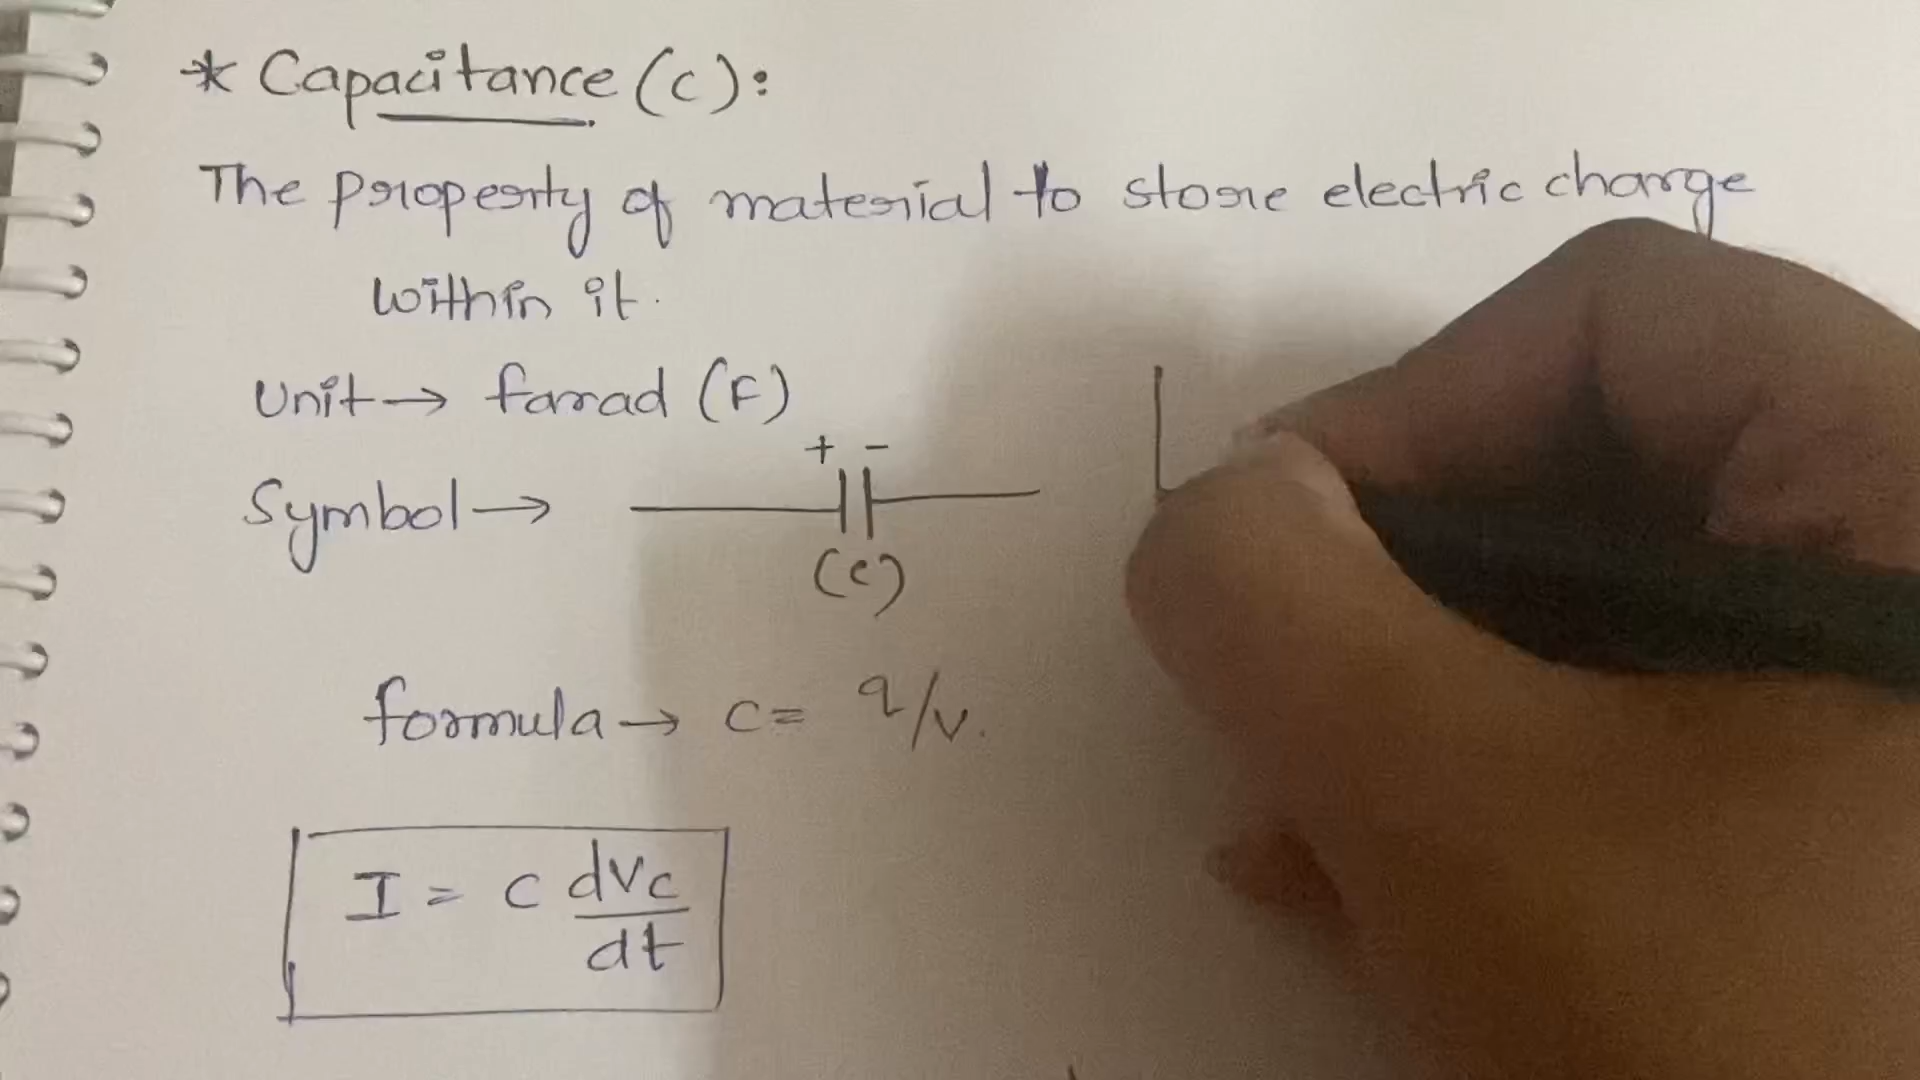 * Capacitance (C):
The property of material to store electric charge
within it.
Unit → farad (F)
+ -
Symbol →
(C)
formula → C = q/v.
I = C dVc/dt